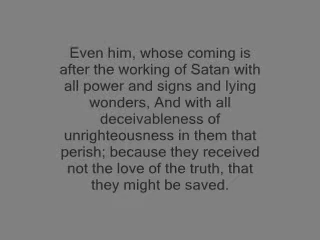 Even him, whose coming is
after the working of Satan with
all power and signs and lying
wonders, And with all
deceivableness of
unrighteousness in them that
perish; because they received
not the love of the truth, that
they might be saved.